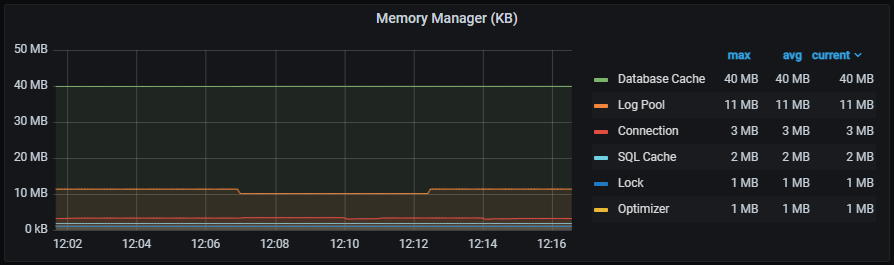 Memory Manager (KB)
50 MB
40 MB
30 MB
20 MB
10 MB
0 kB
12:02 12:04 12:06 12:08 12:10 12:12 12:14 12:16
max avg current
Database Cache 40 MB 40 MB 40 MB
Log Pool 11 MB 11 MB 11 MB
Connection 3 MB 3 MB 3 MB
SQL Cache 2 MB 2 MB 2 MB
Lock 1 MB 1 MB 1 MB
Optimizer 1 MB 1 MB 1 MB